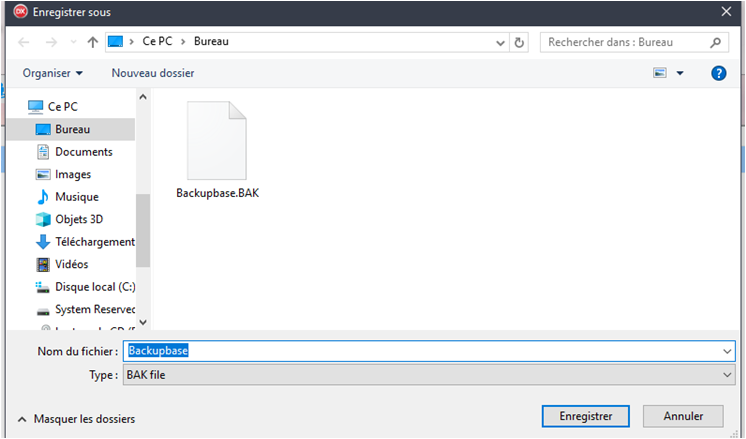 DX Enregistrer sous
Ce PC > Bureau
Rechercher dans : Bureau
Organiser
Nouveau dossier
?
Ce PC
Bureau
Documents
Images
Musique
Objets 3D
Téléchargement
Vidéos
Disque local (C:)
System Reserved
Backupbase.BAK
Nom du fichier :
Backupbase
Type :
BAK file
Masquer les dossiers
Enregistrer
Annuler